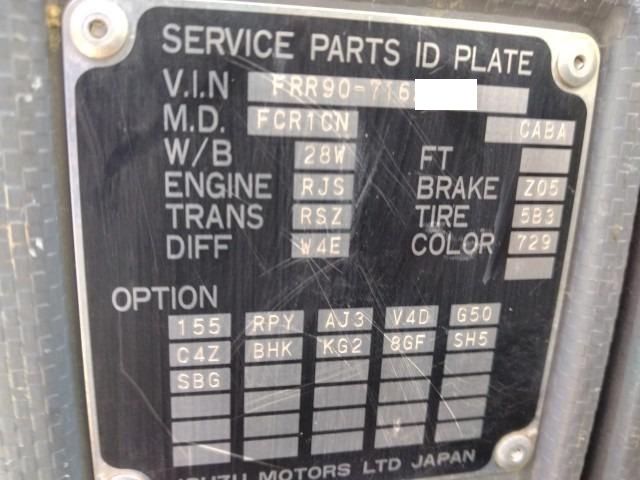 SERVICE PARTS ID PLATE
V.I.N FRR90-716
M.D. FCR1CN CABA
W/B 28W FT
ENGINE RJS BRAKE Z05
TRANS RSZ TIRE 5B3
DIFF W4E COLOR 729
OPTION
155 RPY AJ3 V4D G50
C4Z BHK KG2 8GF SH5
SBG
ISUZU MOTORS LTD JAPAN